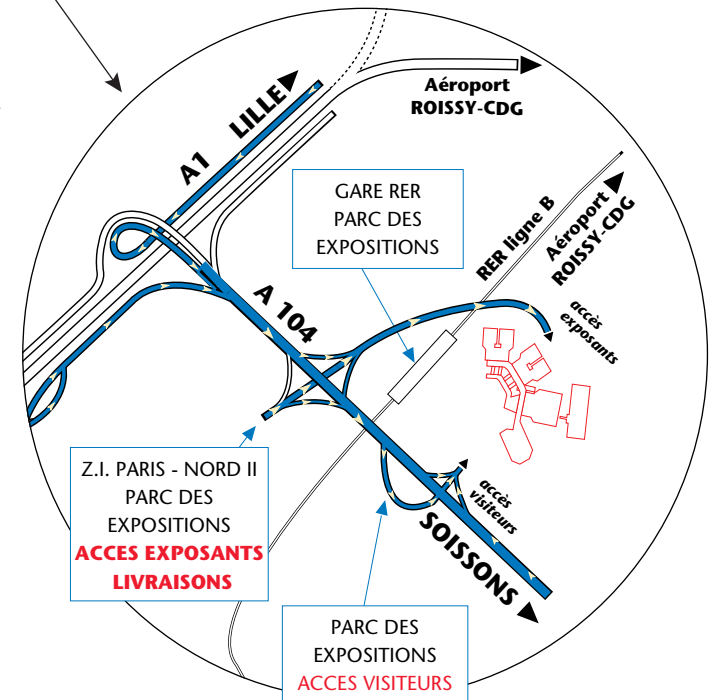 Aéroport
ROISSY-CDG
LILLE
A1
GARE RER
PARC DES
EXPOSITIONS
RER ligne B
Aéroport
ROISSY-CDG
A 104
accès
exposants
Z.I. PARIS - NORD II
PARC DES
EXPOSITIONS
ACCES EXPOSANTS
LIVRAISONS
accès
visiteurs
SOISSONS
PARC DES
EXPOSITIONS
ACCES VISITEURS